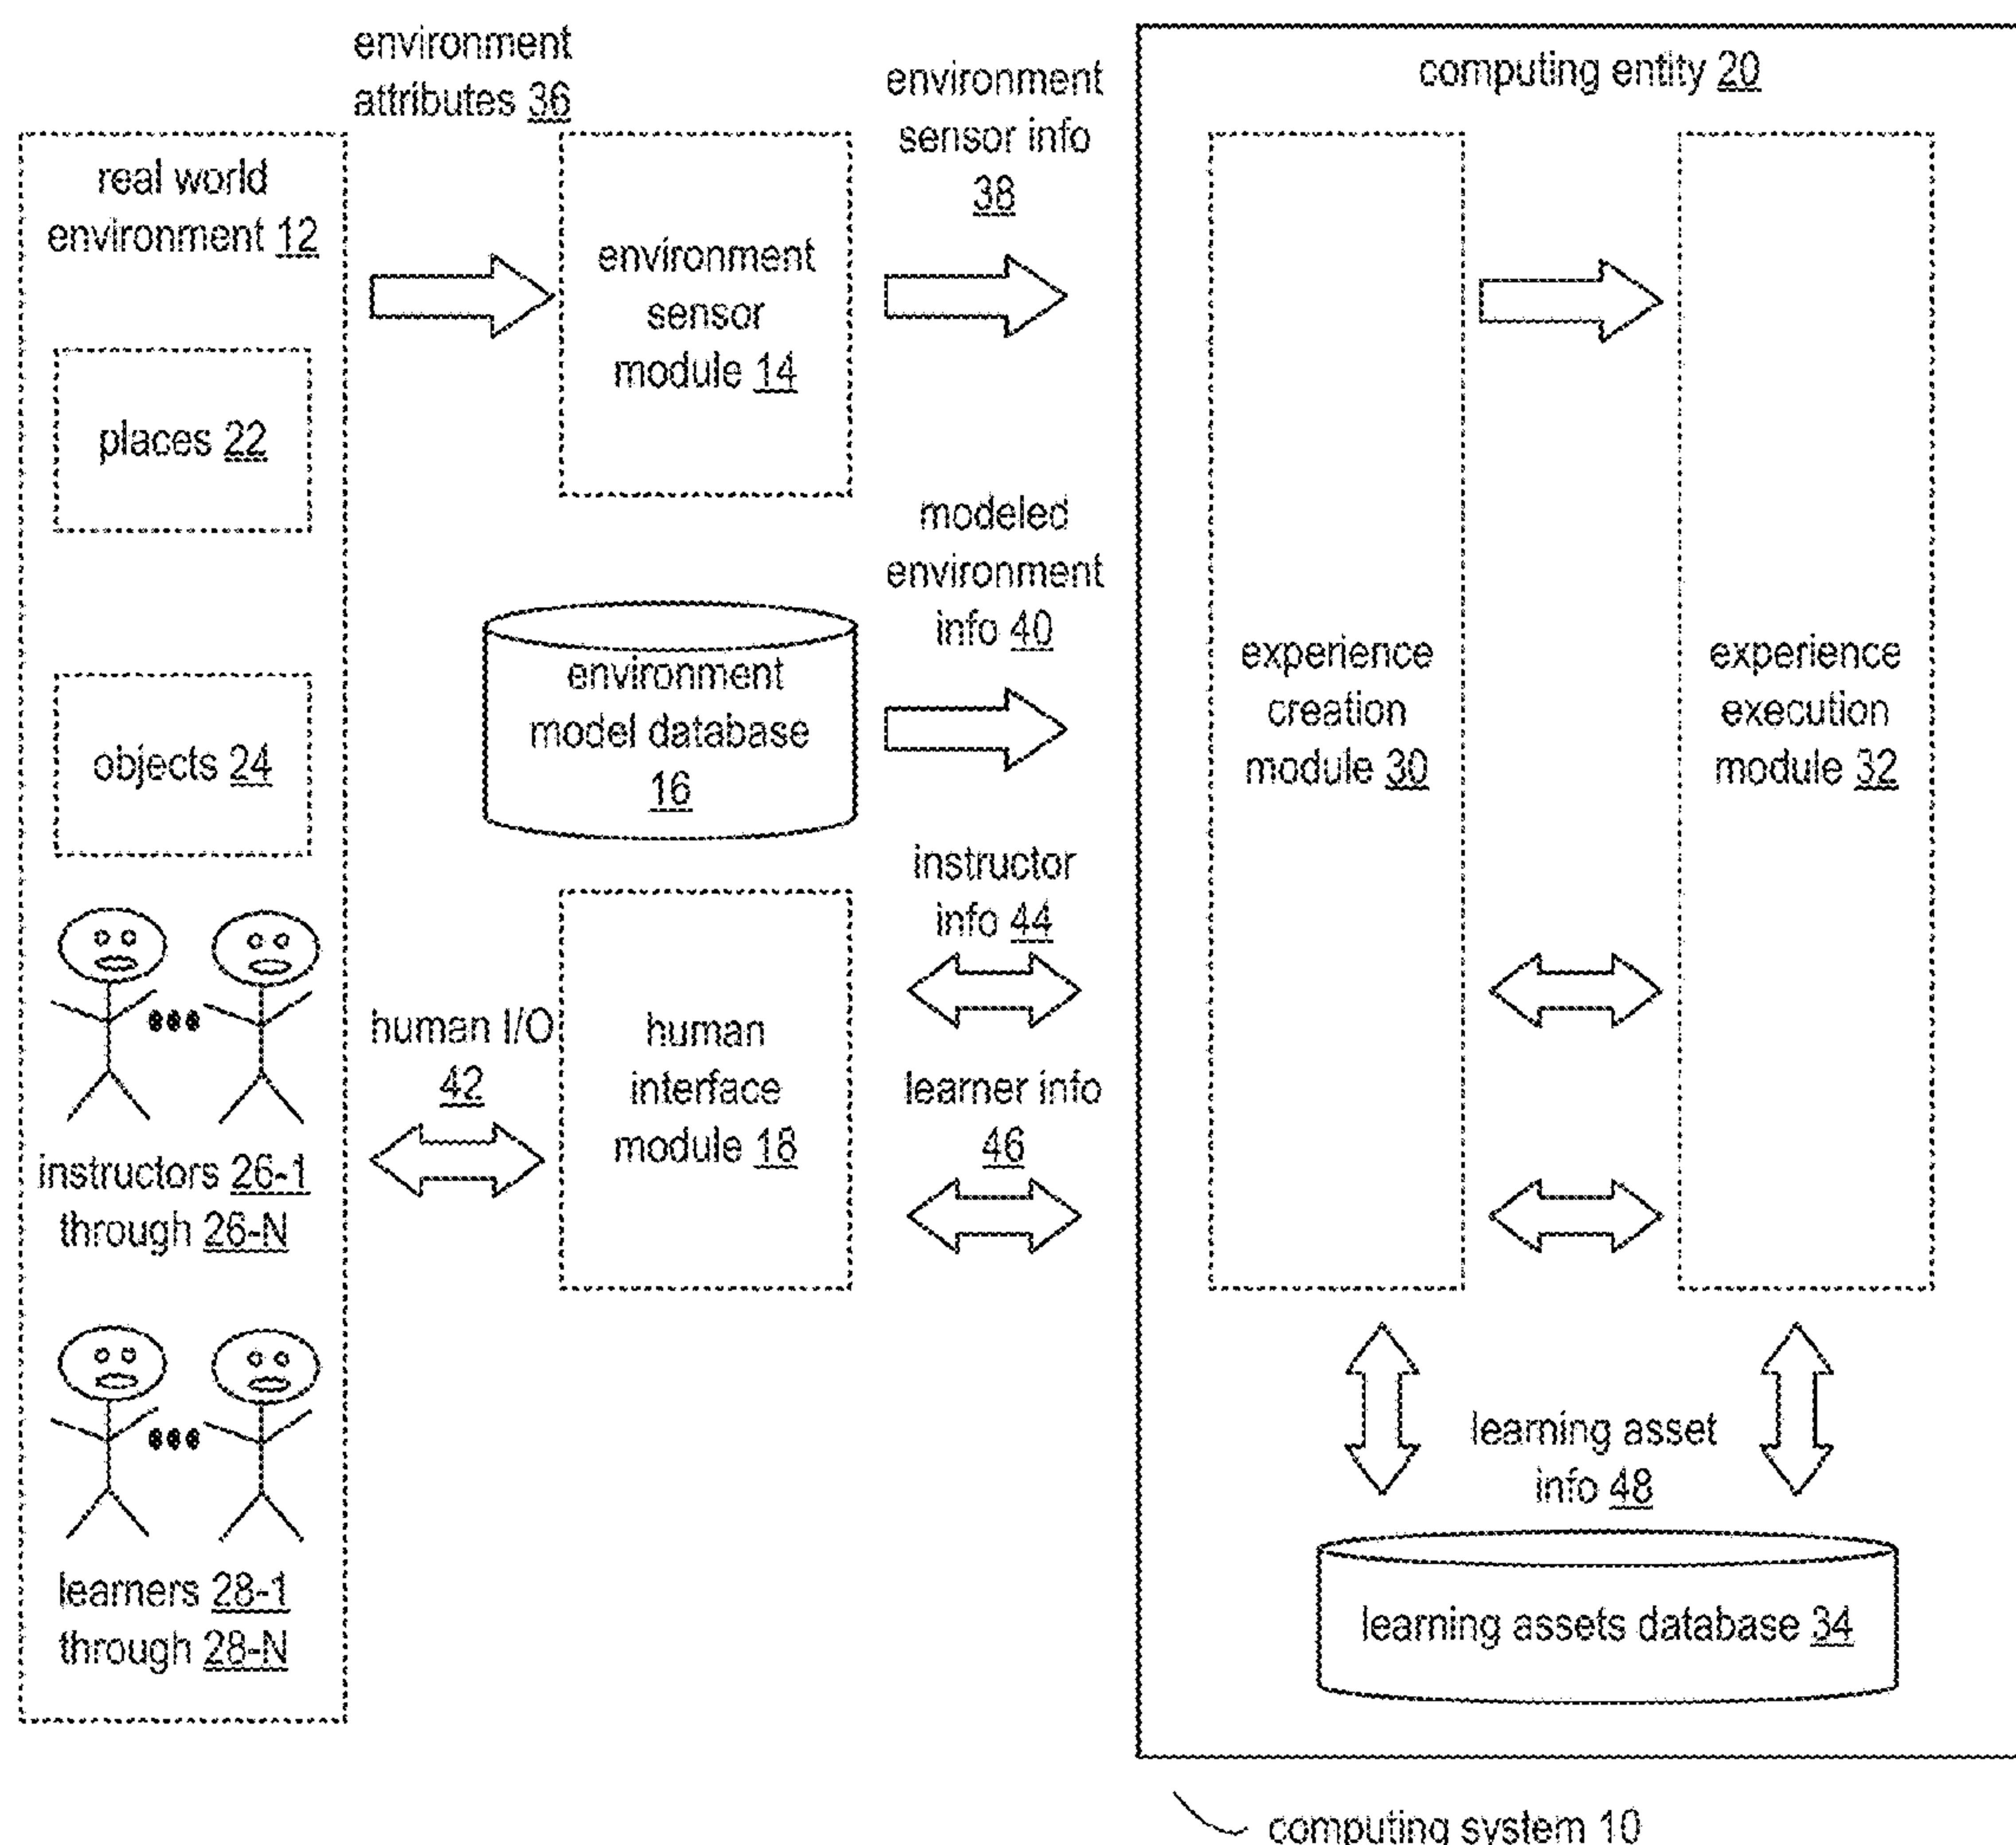 environment
attributes 36
real world
environment 12
places 22
objects 24
instructors 26-1
through 26-N
learners 28-1
through 28-N
environment
sensor
module 14
environment
model database
16
human I/O
42
human
interface
module 18
environment
sensor info
38
modeled
environment
info 40
instructor
info 44
learner info
46
computing entity 20
experience
creation
module 30
experience
execution
module 32
learning asset
info 48
learning assets database 34
computing system 10